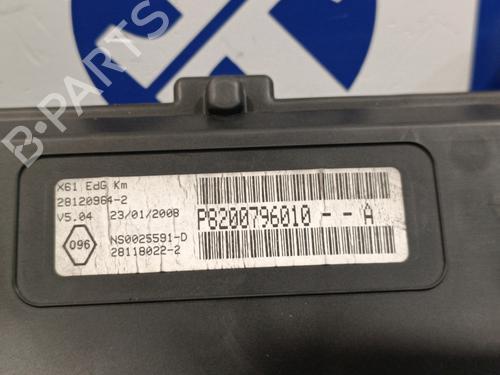 B-PARTS
X61 EdG Km
28120964-2
V5.04 23/01/2008
P8200796010--A
096
NS0025591-D
28118022-2